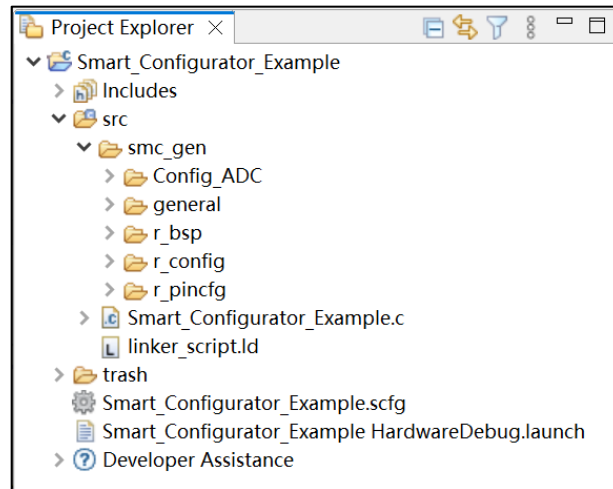 Project Explorer
Smart_Configurator_Example
Includes
src
smc_gen
Config_ADC
general
r_bsp
r_config
r_pincfg
Smart_Configurator_Example.c
linker_script.ld
trash
Smart_Configurator_Example.scfg
Smart_Configurator_Example HardwareDebug.launch
Developer Assistance